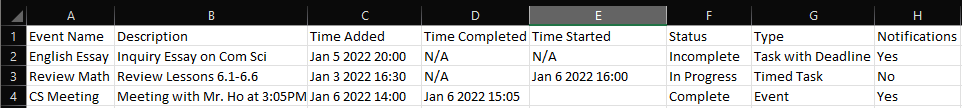 A B C D E F G H
1 Event Name Description Time Added Time Completed Time Started Status Type Notifications
2 English Essay Inquiry Essay on Com Sci Jan 5 2022 20:00 N/A N/A Incomplete Task with Deadline Yes
3 Review Math Review Lessons 6.1-6.6 Jan 3 2022 16:30 N/A Jan 6 2022 16:00 In Progress Timed Task No
4 CS Meeting Meeting with Mr. Ho at 3:05PM Jan 6 2022 14:00 Jan 6 2022 15:05 Complete Event Yes